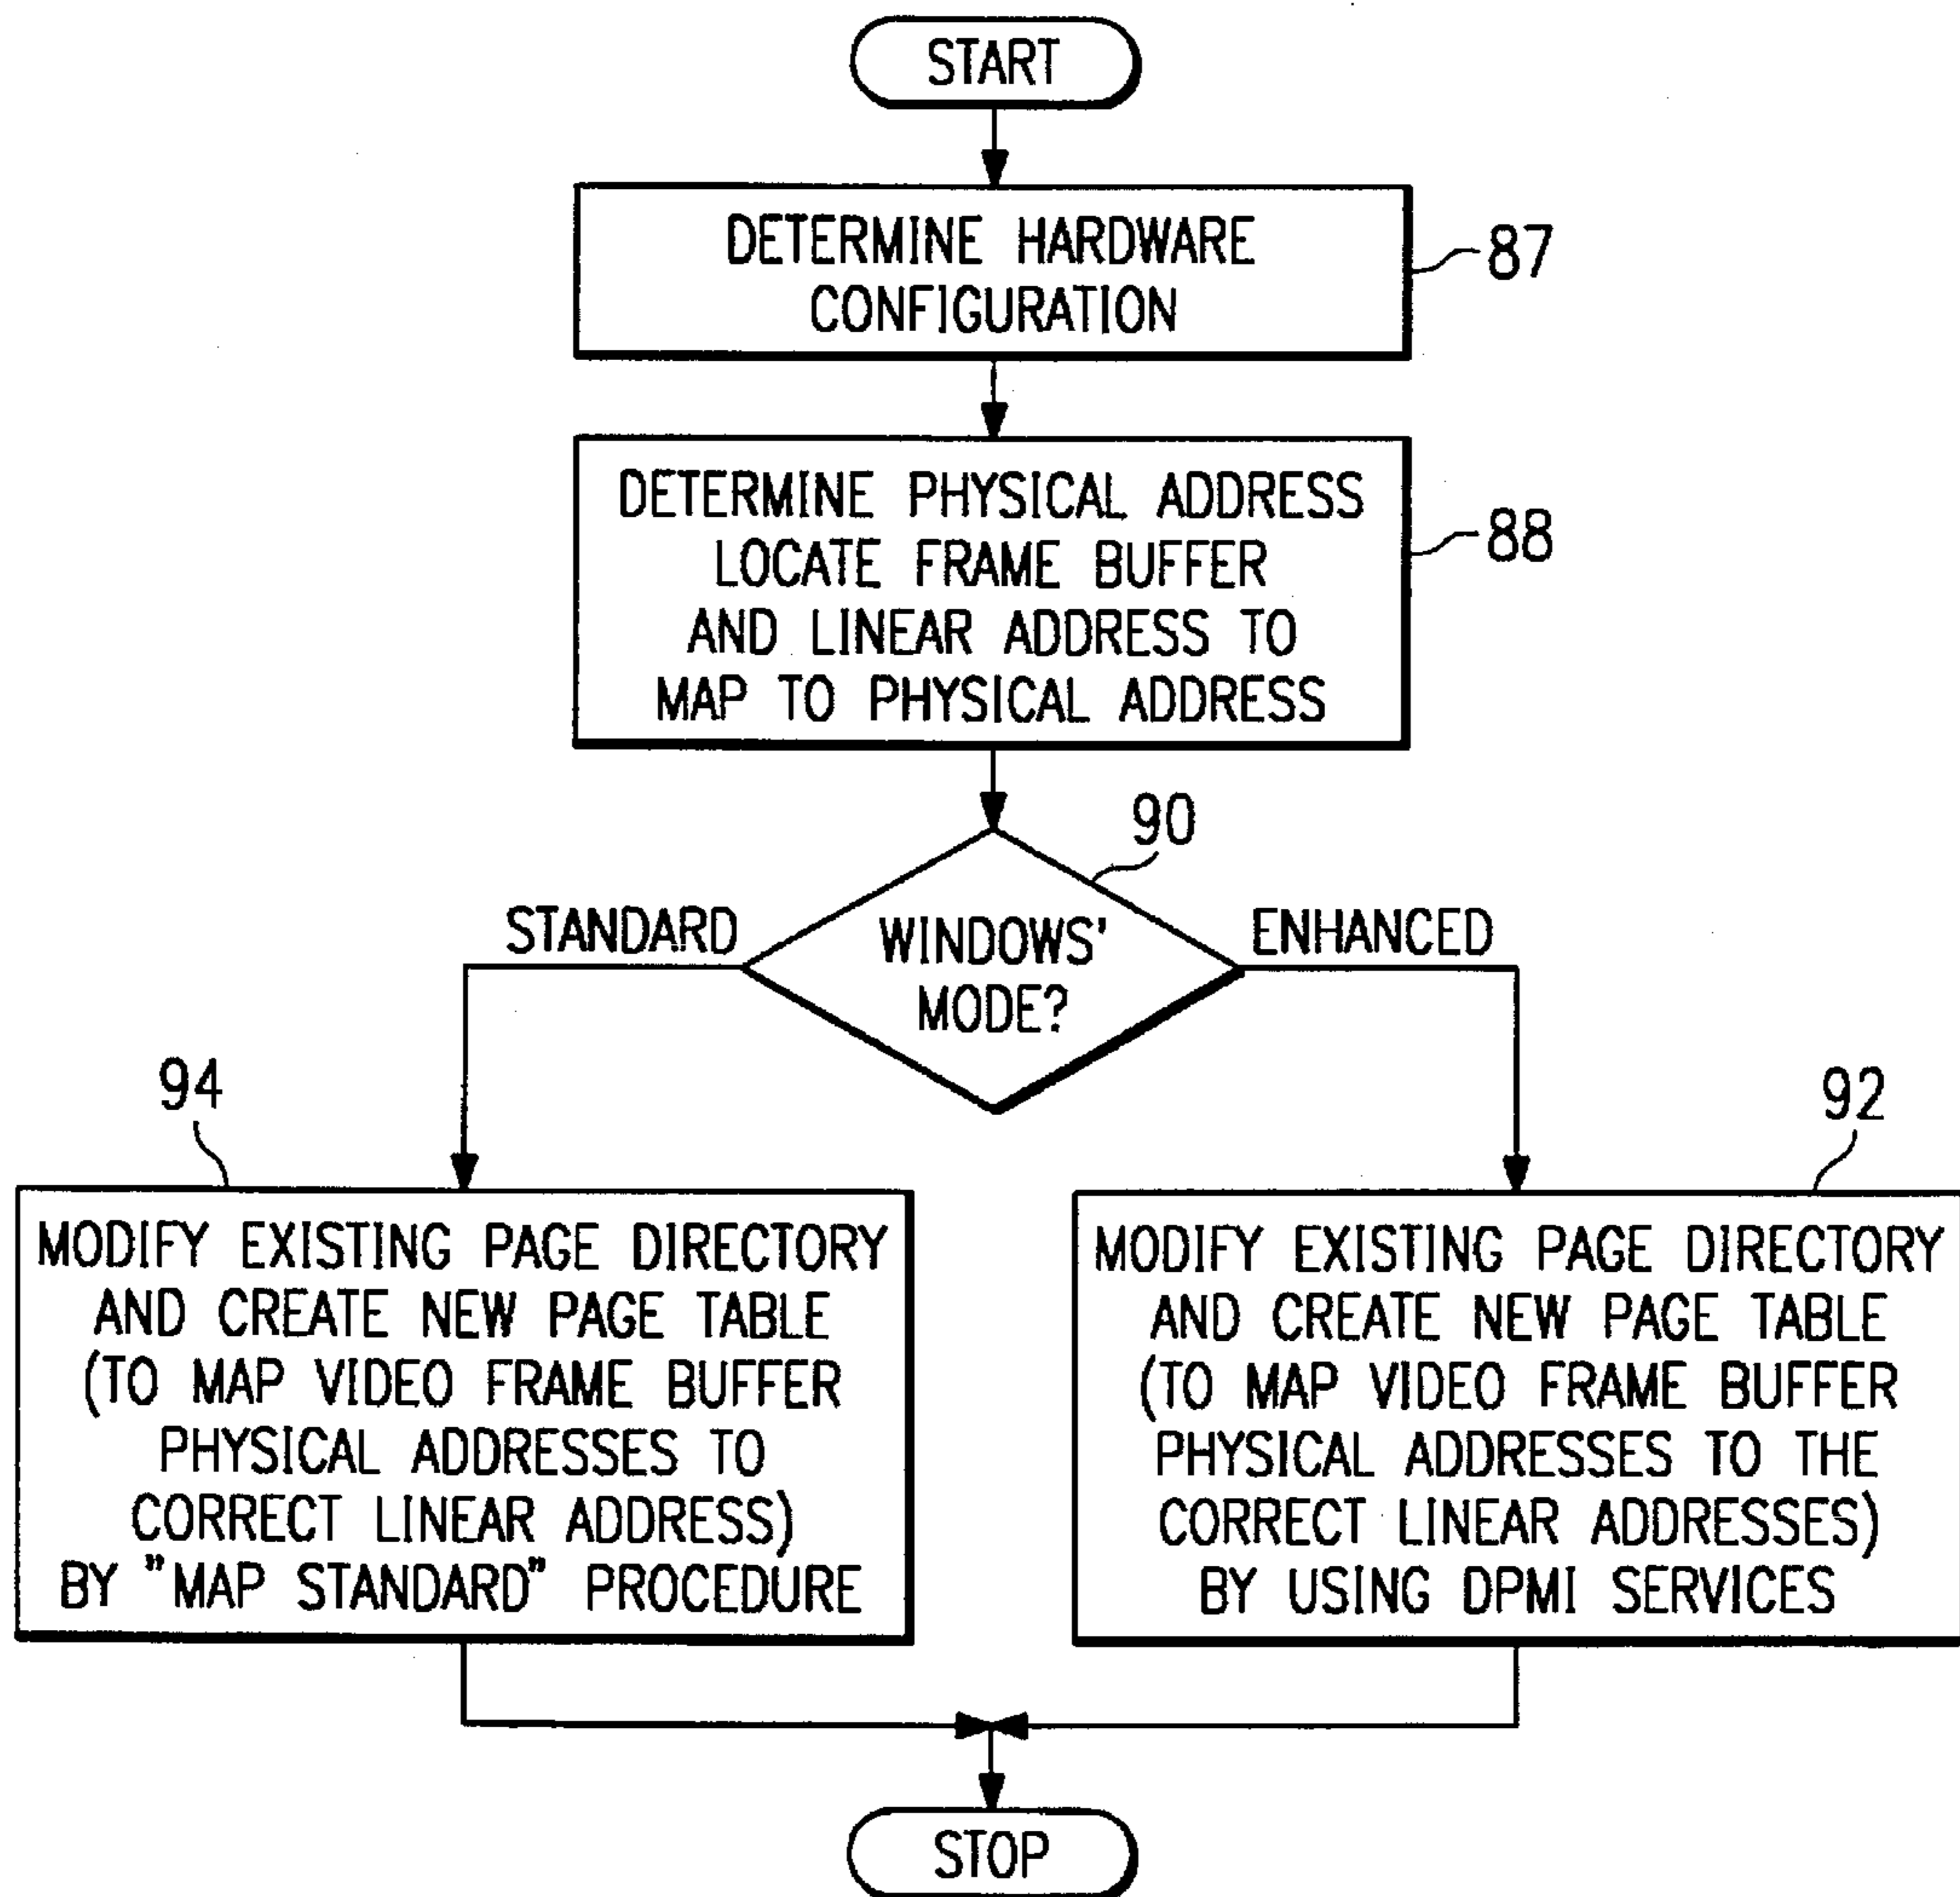 START
DETERMINE HARDWARE
CONFIGURATION
87
DETERMINE PHYSICAL ADDRESS
LOCATE FRAME BUFFER
AND LINEAR ADDRESS TO
MAP TO PHYSICAL ADDRESS
88
90
WINDOWS'
MODE?
STANDARD
ENHANCED
94
MODIFY EXISTING PAGE DIRECTORY
AND CREATE NEW PAGE TABLE
(TO MAP VIDEO FRAME BUFFER
PHYSICAL ADDRESSES TO
CORRECT LINEAR ADDRESS)
BY "MAP STANDARD" PROCEDURE
92
MODIFY EXISTING PAGE DIRECTORY
AND CREATE NEW PAGE TABLE
(TO MAP VIDEO FRAME BUFFER
PHYSICAL ADDRESSES TO THE
CORRECT LINEAR ADDRESSES)
BY USING DPMI SERVICES
STOP